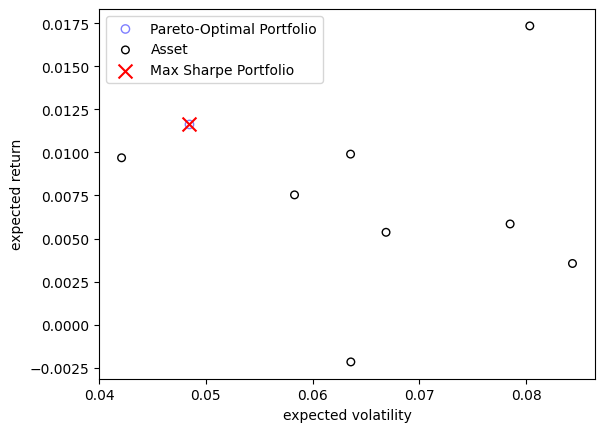 Pareto-Optimal Portfolio
Asset
Max Sharpe Portfolio
0.0175
0.0150
0.0125
0.0100
0.0075
0.0050
0.0025
0.0000
−0.0025
expected return
0.04 0.05 0.06 0.07 0.08
expected volatility